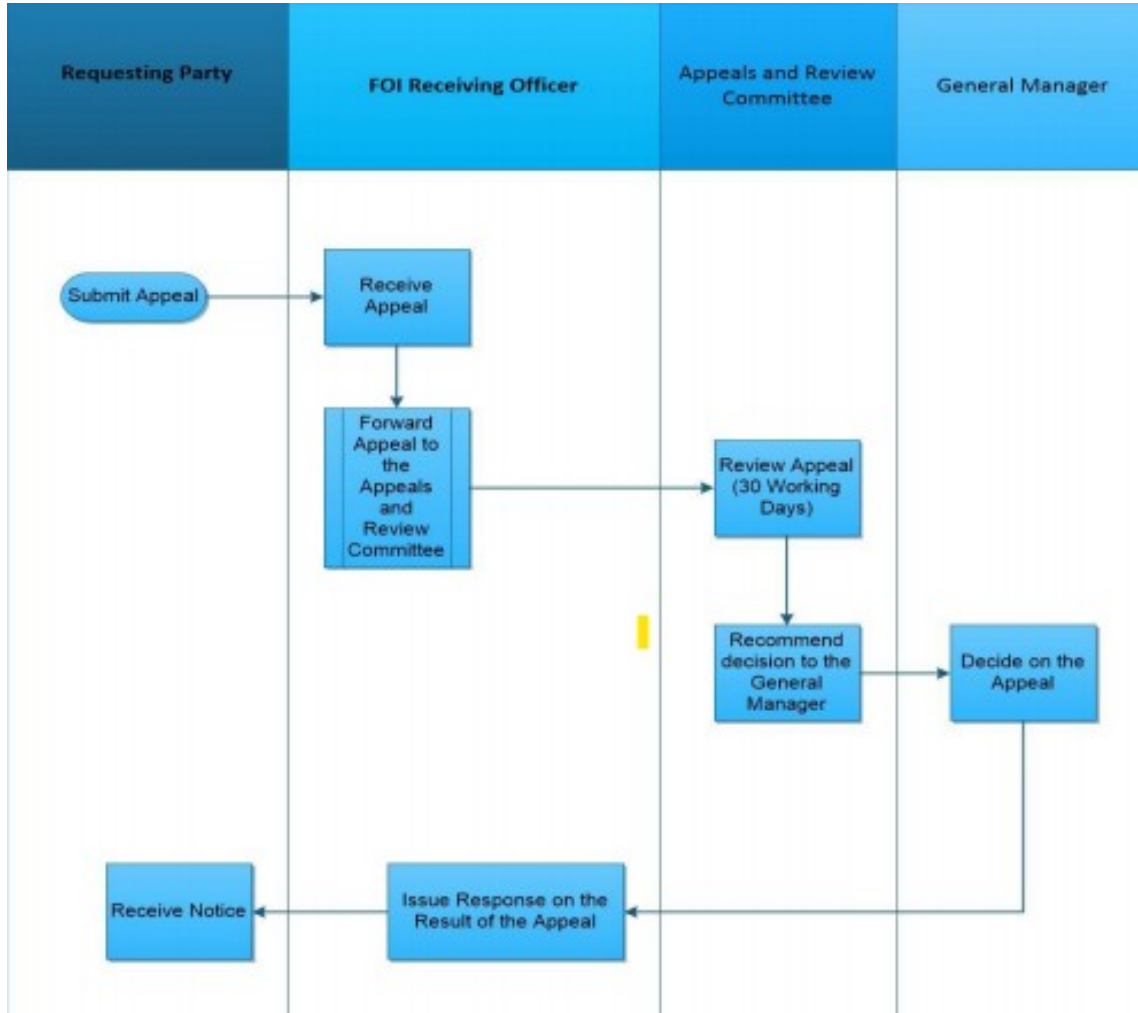 Requesting Party
FOI Receiving Officer
Appeals and Review
Committee
General Manager
Submit Appeal
Receive
Appeal
Forward
Appeal to
the
Appeals
and
Review
Committee
Review Appeal
(30 Working
Days)
Recommend
decision to the
General
Manager
Decide on the
Appeal
Receive Notice
Issue Response on the
Result of the Appeal